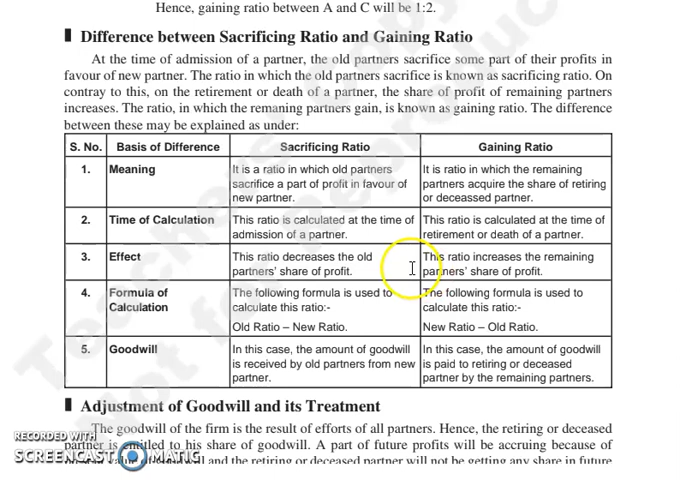 Hence, gaining ratio between A and C will be 1:2.
Difference between Sacrificing Ratio and Gaining Ratio
At the time of admission of a partner, the old partners sacrifice some part of their profits in
favour of new partner. The ratio in which the old partners sacrifice is known as sacrificing ratio. On
contary to this, on the retirement or death of a partner, the share of profit of remaining partners
increases. The ratio, in which the remaning partners gain, is known as gaining ratio. The difference
between these may be explained as under:
S. No. Basis of Difference Sacrificing Ratio Gaining Ratio
1. Meaning It is a ratio in which old partners It is ratio in which the remaining
sacrifice a part of profit in favour of partners acquire the share of retiring
new partner. or deceassed partner.
2. Time of Calculation This ratio is calculated at the time of This ratio is calculated at the time of
admission of a partner. retirement or death of a partner.
3. Effect This ratio decreases the old This ratio increases the remaining
partners' share of profit. partners' share of profit.
4. Formula of The following formula is used to The following formula is used to
Calculation calculate this ratio:- calculate this ratio:-
Old Ratio – New Ratio. New Ratio – Old Ratio.
5. Goodwill In this case, the amount of goodwill In this case, the amount of goodwill
is received by old partners from new is paid to retiring or deceased
partner. partner by the remaining partners.
Adjustment of Goodwill and its Treatment
The goodwill of the firm is the result of efforts of all partners. Hence, the retiring or deceased
partner is entitled to his share of goodwill. A part of future profits will be accruing because of
and the retiring or deceased partner will not be getting any share in future
RECORDED WITH
SCREENCAST MATIC